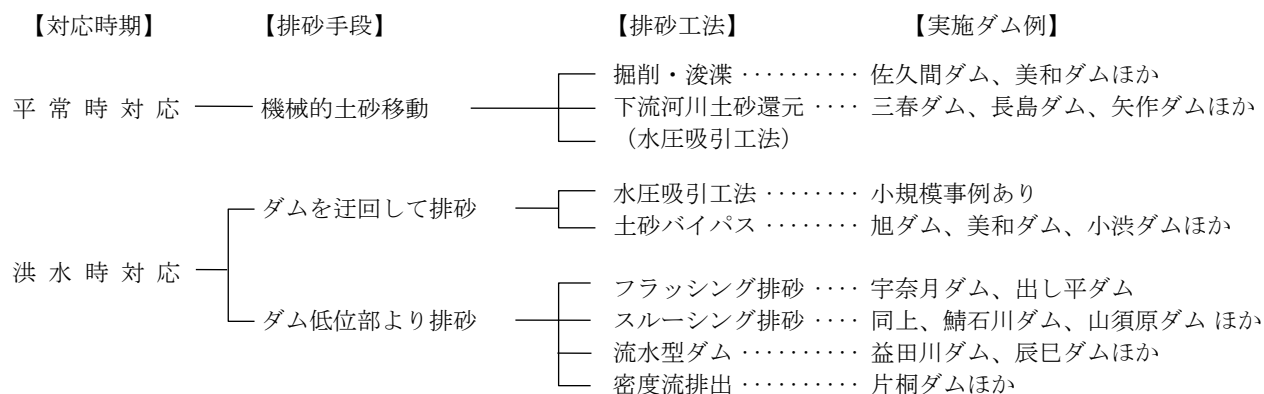 【対応時期】 【排砂手段】 【排砂工法】 【実施ダム例】
掘削・浚渫 ·········· 佐久間ダム、美和ダムほか
平常時対応 機械的土砂移動 下流河川土砂還元 ···· 三春ダム、長島ダム、矢作ダムほか
（水圧吸引工法）
水圧吸引工法 ········ 小規模事例あり
ダムを迂回して排砂
土砂バイパス ········ 旭ダム、美和ダム、小渋ダムほか
洪水時対応
フラッシング排砂 ···· 宇奈月ダム、出し平ダム
ダム低位部より排砂 スルーシング排砂 ···· 同上、鯖石川ダム、山須原ダム ほか
流水型ダム ·········· 益田川ダム、辰巳ダムほか
密度流排出 ·········· 片桐ダムほか